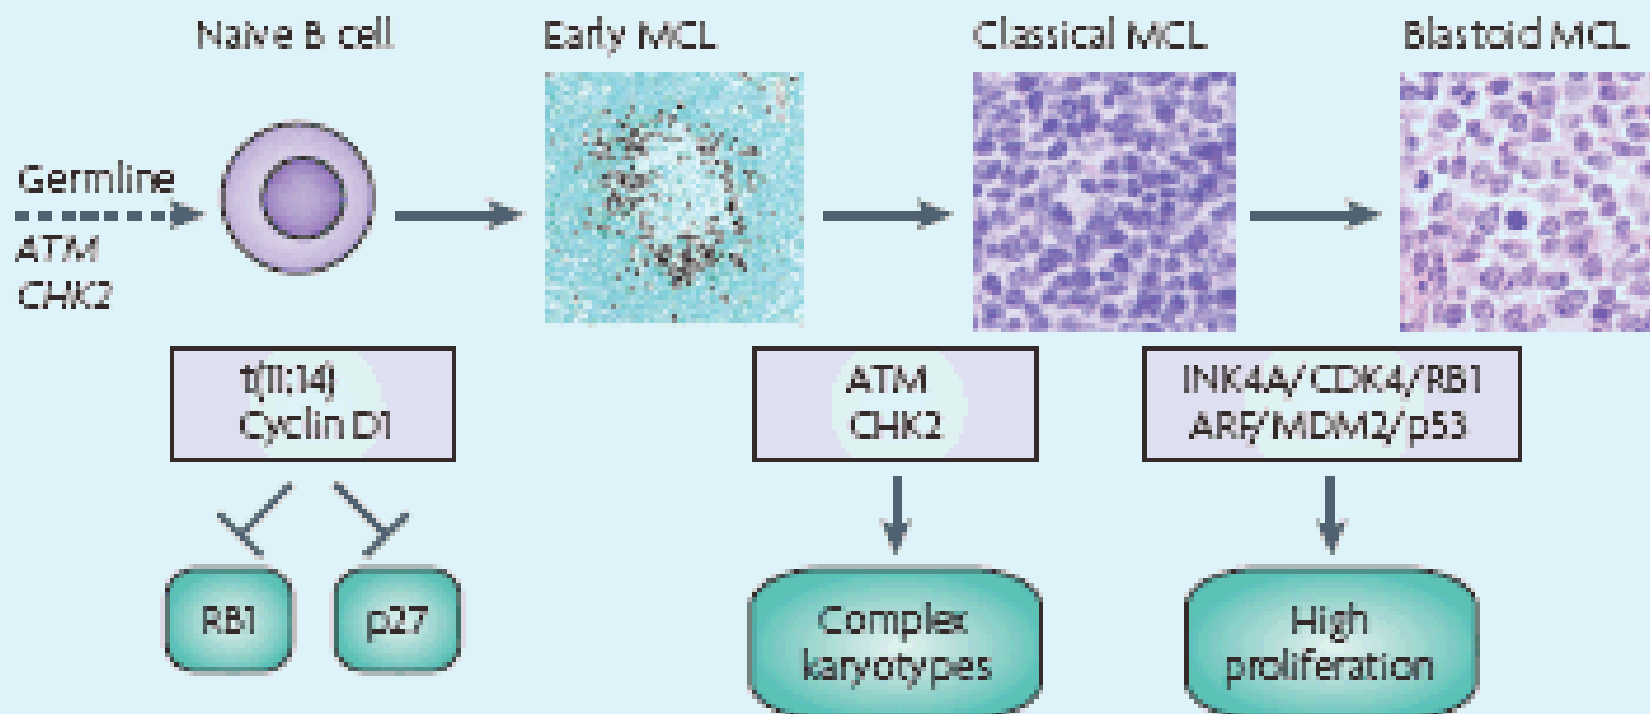 Naive B cell
Early MCL
Classical MCL
Blastoid MCL
Germline
ATM
CHK2
t(11;14)
Cyclin D1
ATM
CHK2
INK4A/CDK4/RB1
ARF/MDM2/p53
RB1
p27
Complex
karyotypes
High
proliferation